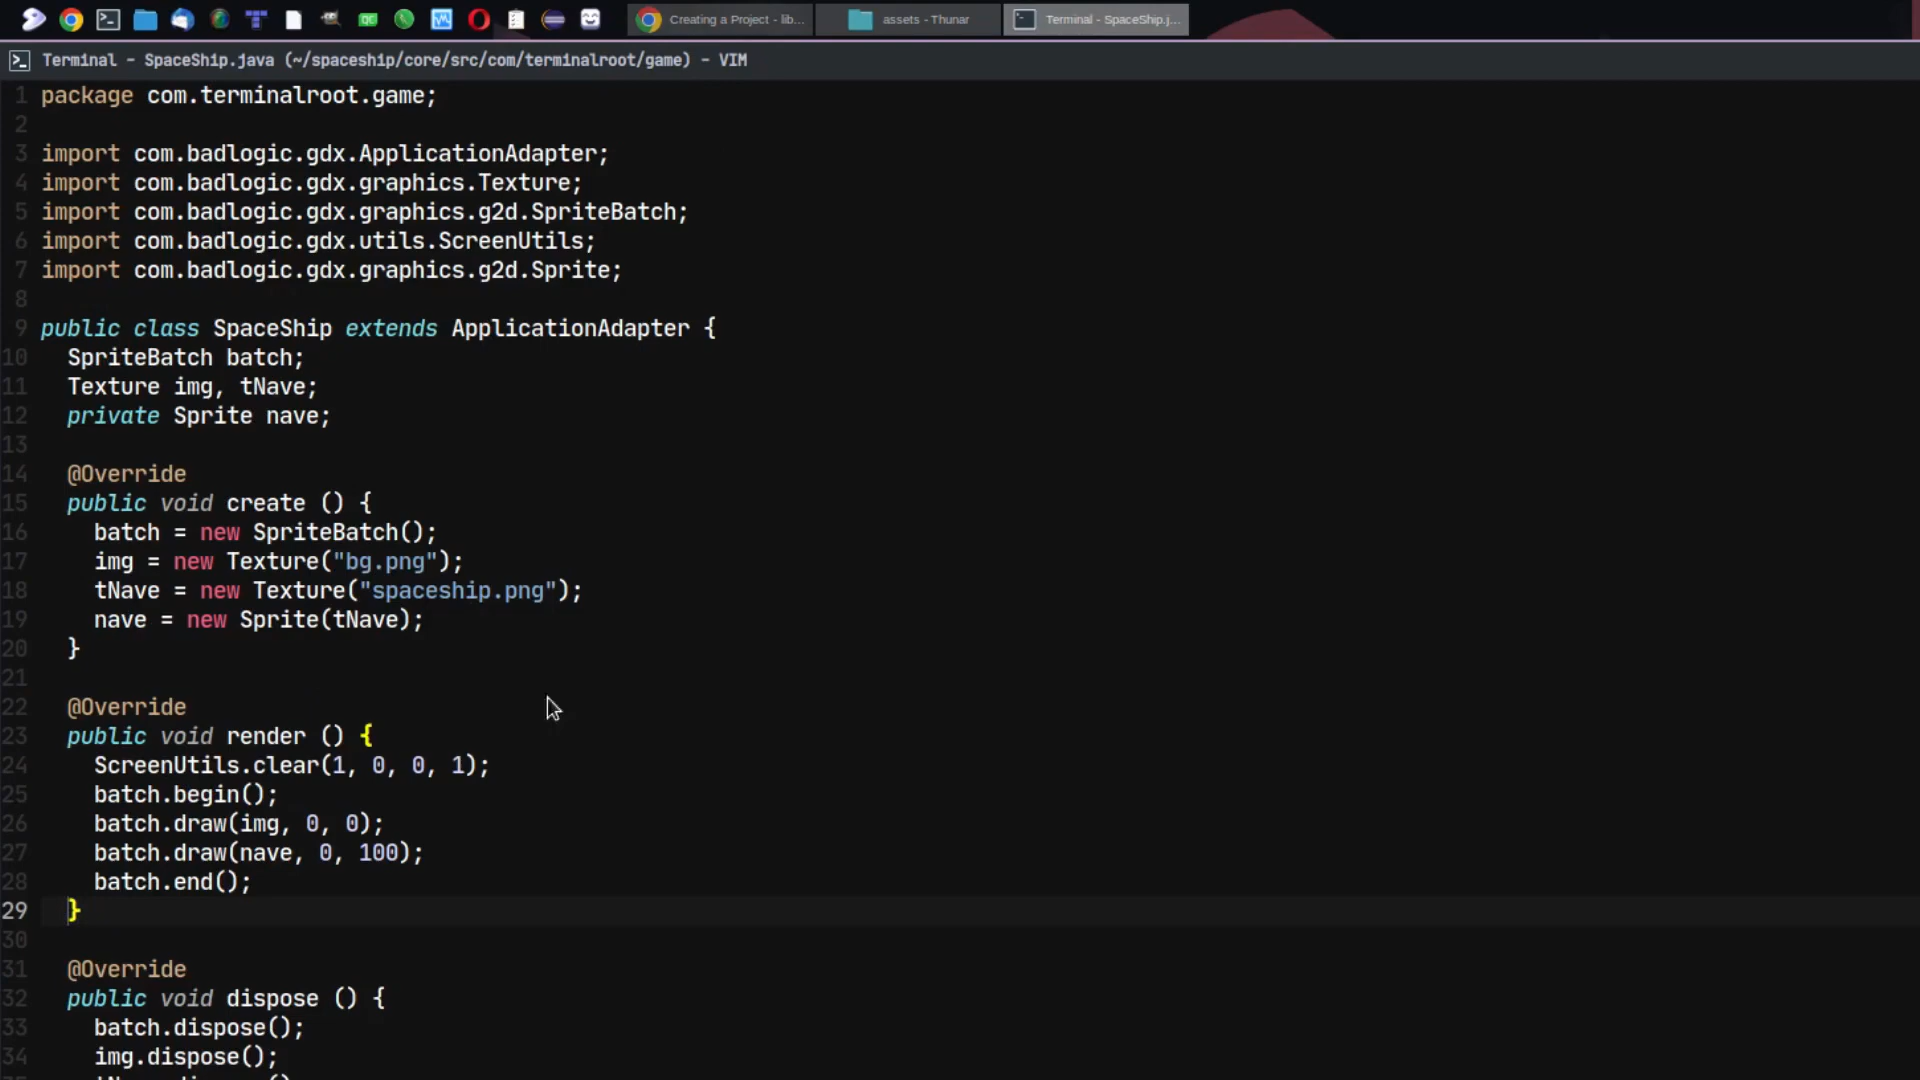 Creating a Project - lib...
assets - Thunar
Terminal - SpaceShip.j...
Terminal - SpaceShip.java (~/spaceship/core/src/com/terminalroot/game) - VIM
1 package com.terminalroot.game;
2
3 import com.badlogic.gdx.ApplicationAdapter;
4 import com.badlogic.gdx.graphics.Texture;
5 import com.badlogic.gdx.graphics.g2d.SpriteBatch;
6 import com.badlogic.gdx.utils.ScreenUtils;
7 import com.badlogic.gdx.graphics.g2d.Sprite;
8
9 public class SpaceShip extends ApplicationAdapter {
10 SpriteBatch batch;
11 Texture img, tNave;
12 private Sprite nave;
13
14 @Override
15 public void create () {
16 batch = new SpriteBatch();
17 img = new Texture("bg.png");
18 tNave = new Texture("spaceship.png");
19 nave = new Sprite(tNave);
20 }
21
22 @Override
23 public void render () {
24 ScreenUtils.clear(1, 0, 0, 1);
25 batch.begin();
26 batch.draw(img, 0, 0);
27 batch.draw(nave, 0, 100);
28 batch.end();
29 }
30
31 @Override
32 public void dispose () {
33 batch.dispose();
34 img.dispose();